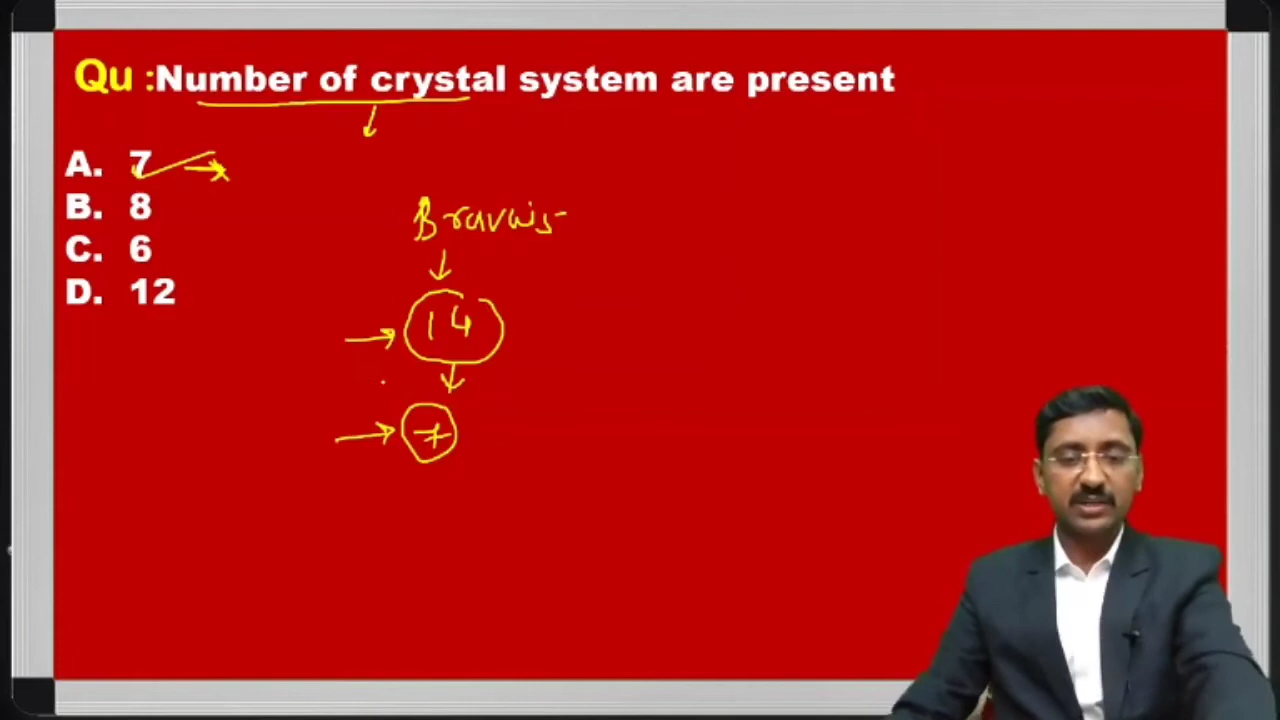 Qu :Number of crystal system are present
A. 7
B. 8
C. 6
D. 12
Bravais
14
7